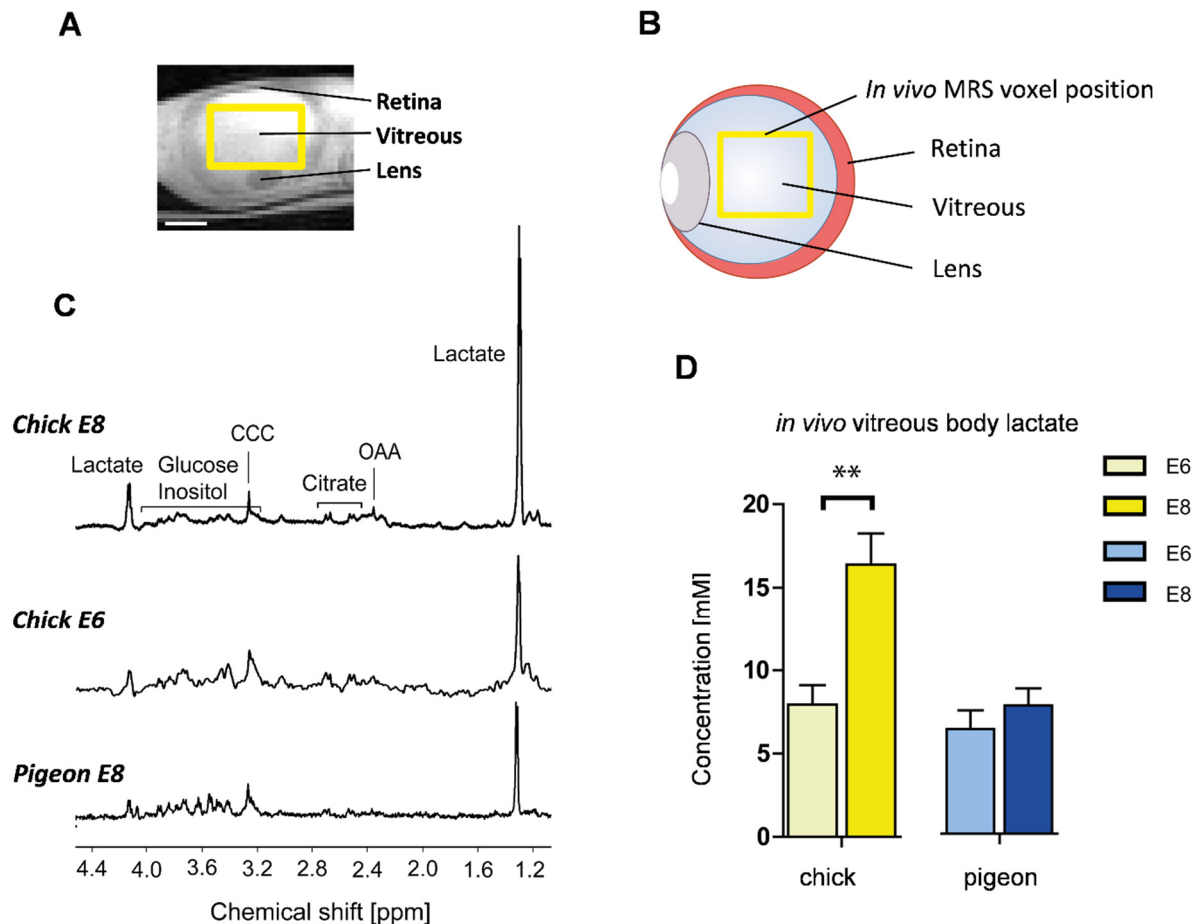 A
Retina
Vitreous
Lens
B
In vivo MRS voxel position
Retina
Vitreous
Lens
C
Chick E8
Lactate
Glucose
Inositol
CCC
Citrate
OAA
Lactate
Chick E6
Pigeon E8
4.4 4.0 3.6 3.2 2.8 2.4 2.0 1.6 1.2
Chemical shift [ppm]
D
in vivo vitreous body lactate
**
E6
E8
E6
E8
20
15
10
5
0
Concentration [mM]
chick pigeon